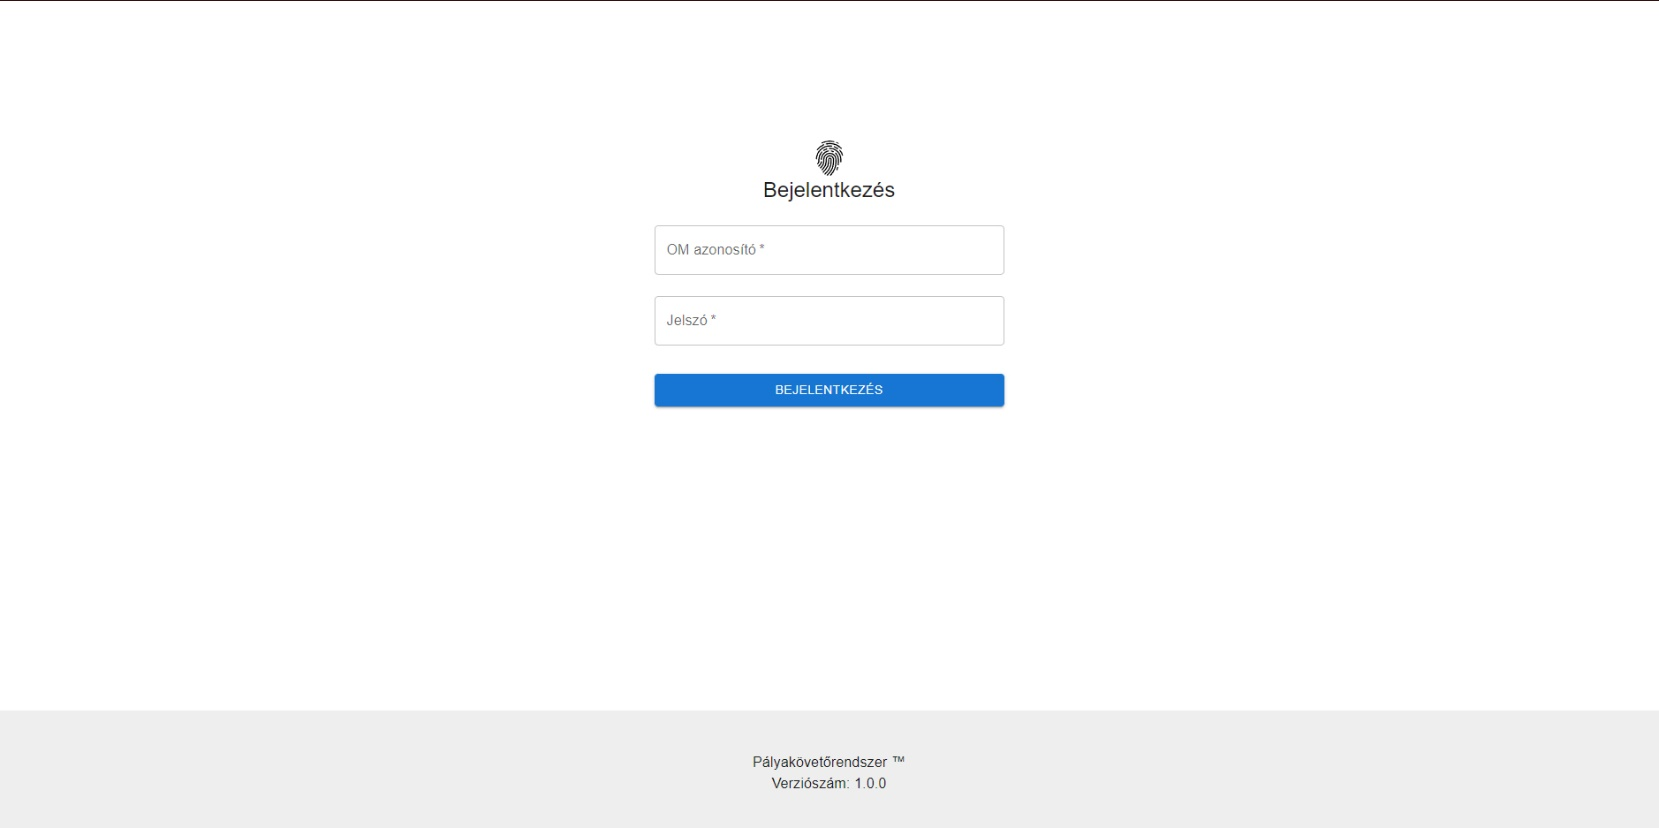 Bejelentkezés
OM azonosító *
Jelszó *
BEJELENTKEZÉS
Pályakövetőrendszer ™
Verziószám: 1.0.0